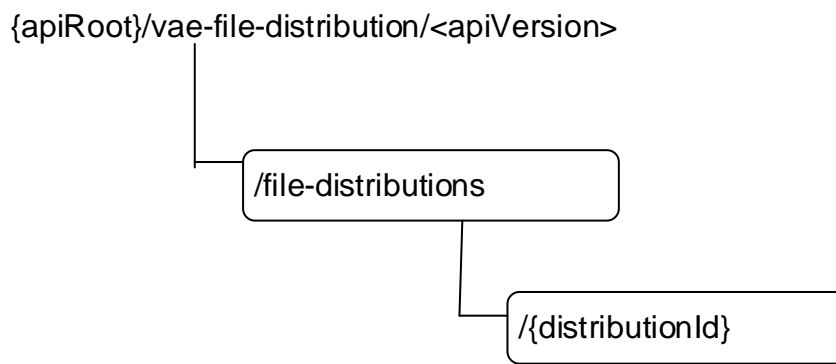 {apiRoot}/vae-file-distribution/<apiVersion>
/file-distributions
/{distributionId}